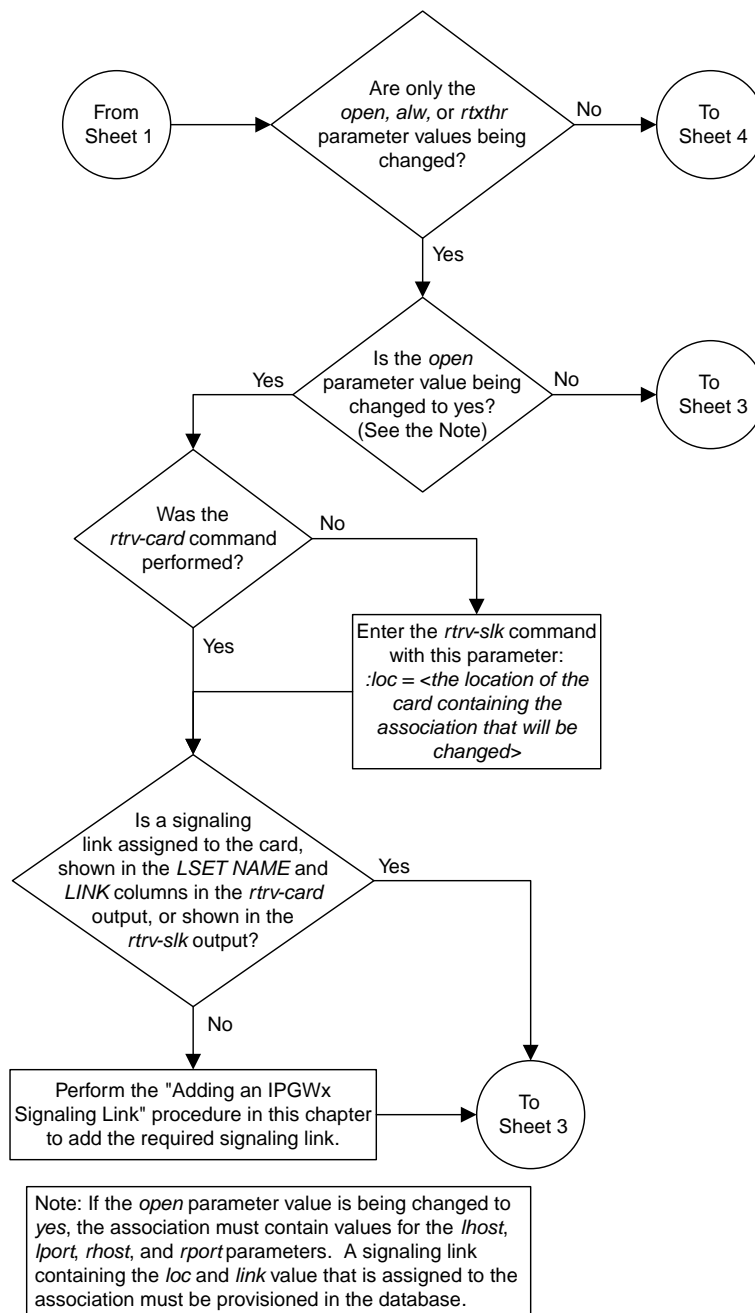 From
Sheet 1
Are only the
open, alw, or rtxthr
parameter values being
changed?
No
To
Sheet 4
Yes
Is the open
parameter value being
changed to yes?
(See the Note)
Yes
No
To
Sheet 3
Was the
rtrv-card command
performed?
No
Yes
Enter the rtrv-slk command
with this parameter:
:loc = <the location of the
card containing the
association that will be
changed>
Is a signaling
link assigned to the card,
shown in the LSET NAME and
LINK columns in the rtrv-card
output, or shown in the
rtrv-slk output?
Yes
No
Perform the "Adding an IPGWx
Signaling Link" procedure in this chapter
to add the required signaling link.
To
Sheet 3
Note: If the open parameter value is being changed to
yes, the association must contain values for the lhost,
lport, rhost, and rport parameters. A signaling link
containing the loc and link value that is assigned to the
association must be provisioned in the database.